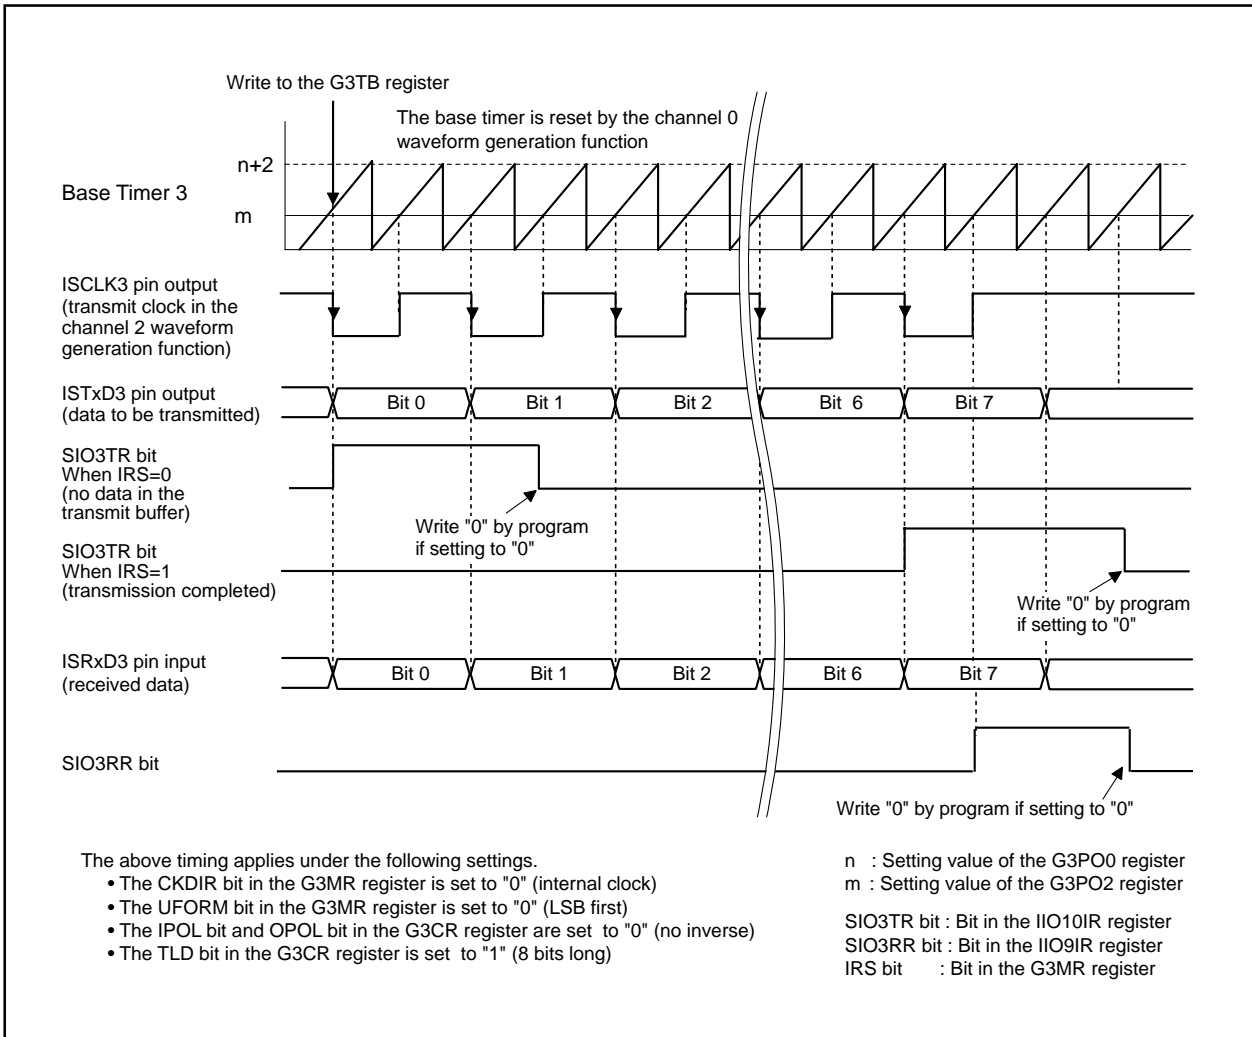 Write to the G3TB register
The base timer is reset by the channel 0
waveform generation function
n+2
Base Timer 3
m
ISCLK3 pin output
(transmit clock in the
channel 2 waveform
generation function)
ISTxD3 pin output
(data to be transmitted)
Bit 0
Bit 1
Bit 2
Bit 6
Bit 7
SIO3TR bit
When IRS=0
(no data in the
transmit buffer)
Write "0" by program
if setting to "0"
SIO3TR bit
When IRS=1
(transmission completed)
Write "0" by program
if setting to "0"
ISRxD3 pin input
(received data)
Bit 0
Bit 1
Bit 2
Bit 6
Bit 7
SIO3RR bit
Write "0" by program if setting to "0"
The above timing applies under the following settings.
• The CKDIR bit in the G3MR register is set to "0" (internal clock)
• The UFORM bit in the G3MR register is set to "0" (LSB first)
• The IPOL bit and OPOL bit in the G3CR register are set to "0" (no inverse)
• The TLD bit in the G3CR register is set to "1" (8 bits long)
n : Setting value of the G3PO0 register
m : Setting value of the G3PO2 register
SIO3TR bit : Bit in the IIO10IR register
SIO3RR bit : Bit in the IIO9IR register
IRS bit : Bit in the G3MR register